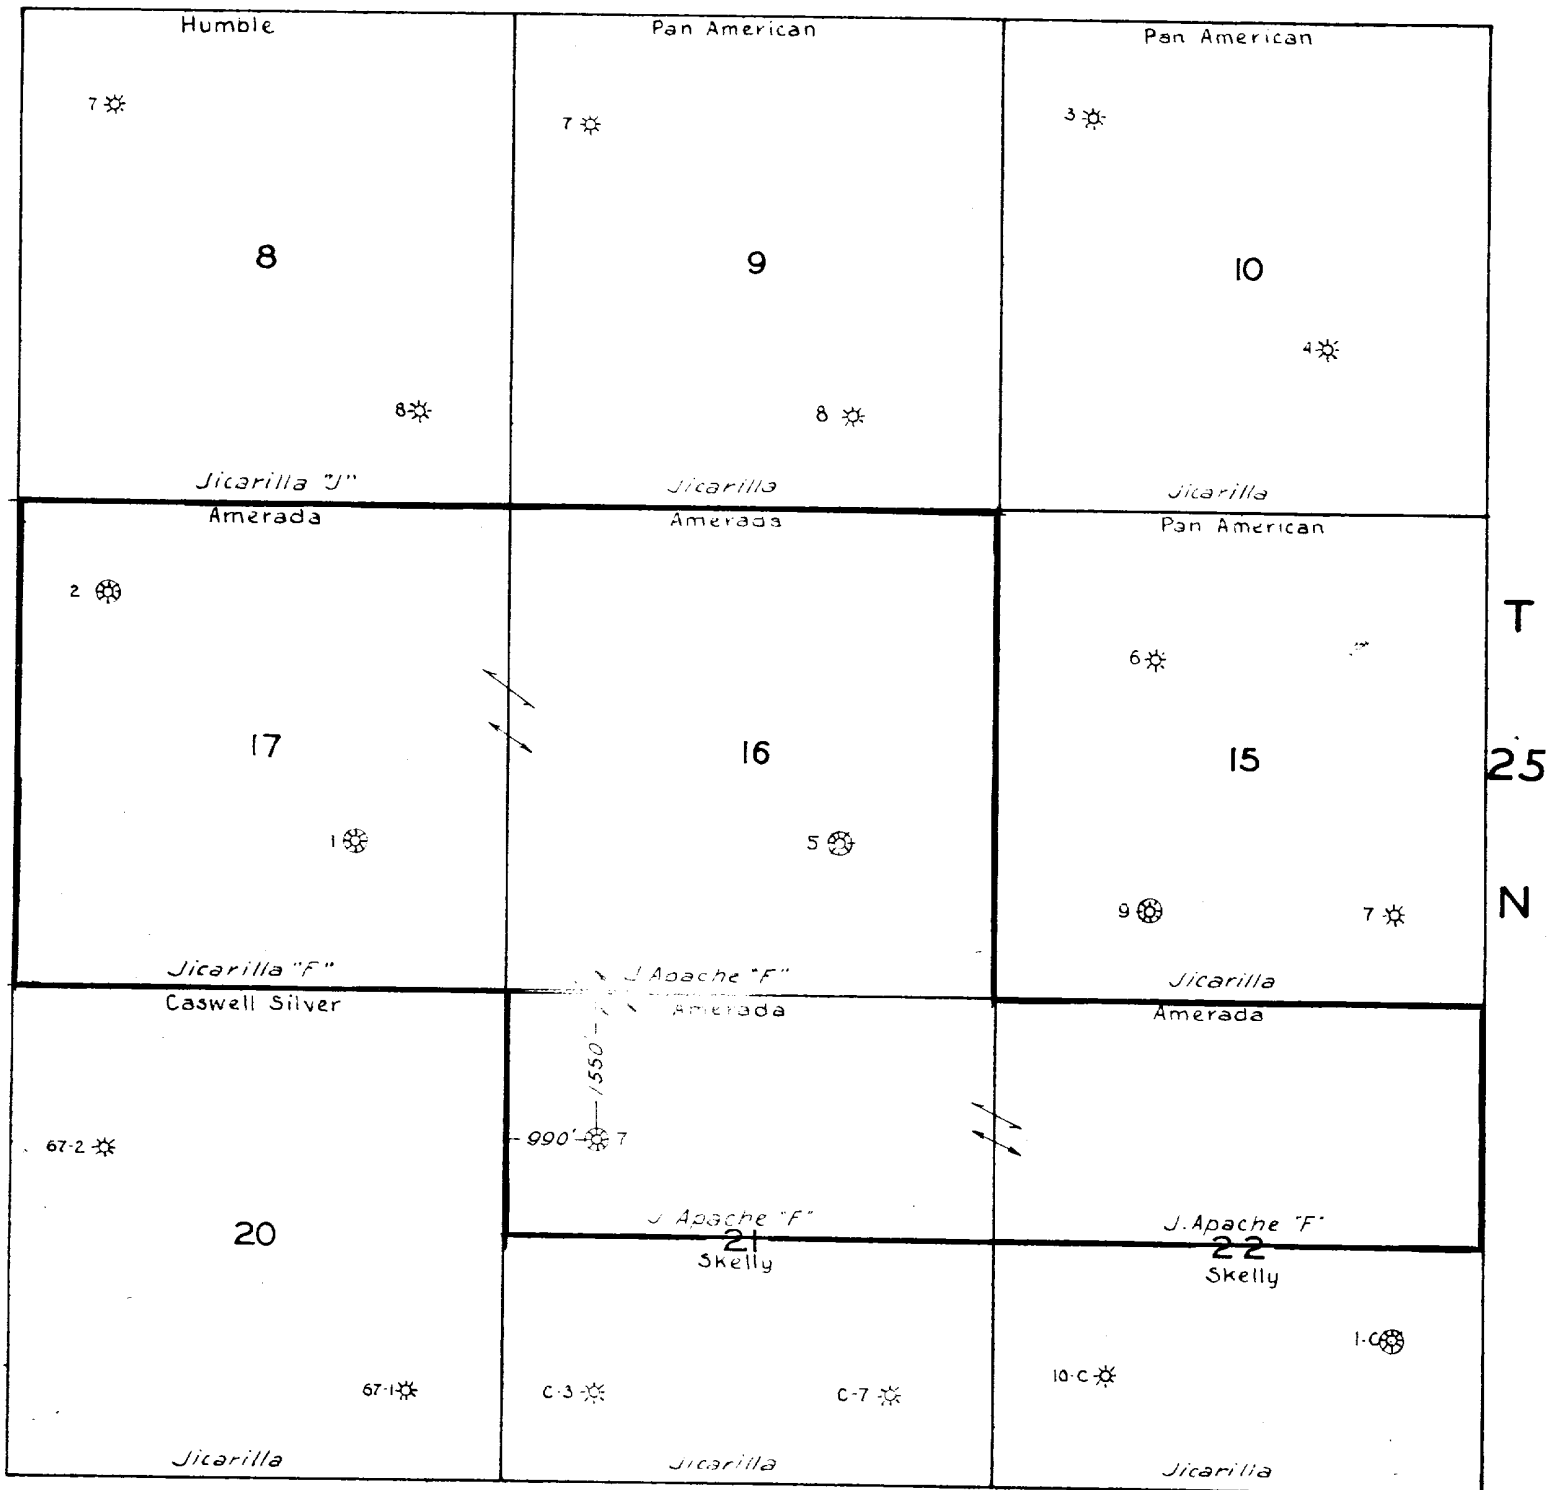 Humble
Pan American
Pan American
7
7
3
8
9
10
4
8
8
Jicarilla "J"
Jicarilla
Jicarilla
Amerada
Amerada
Pan American
2
T
6
17
16
15
25
1
5
9
7
N
Jicarilla "F"
J Apache "F"
Jicarilla
Caswell Silver
Amerada
Amerada
1550'
67-2
990'
7
J Apache "F"
J. Apache "F"
20
21
22
Skelly
Skelly
1-C
10-C
67-1
C-3
C-7
Jicarilla
Jicarilla
Jicarilla